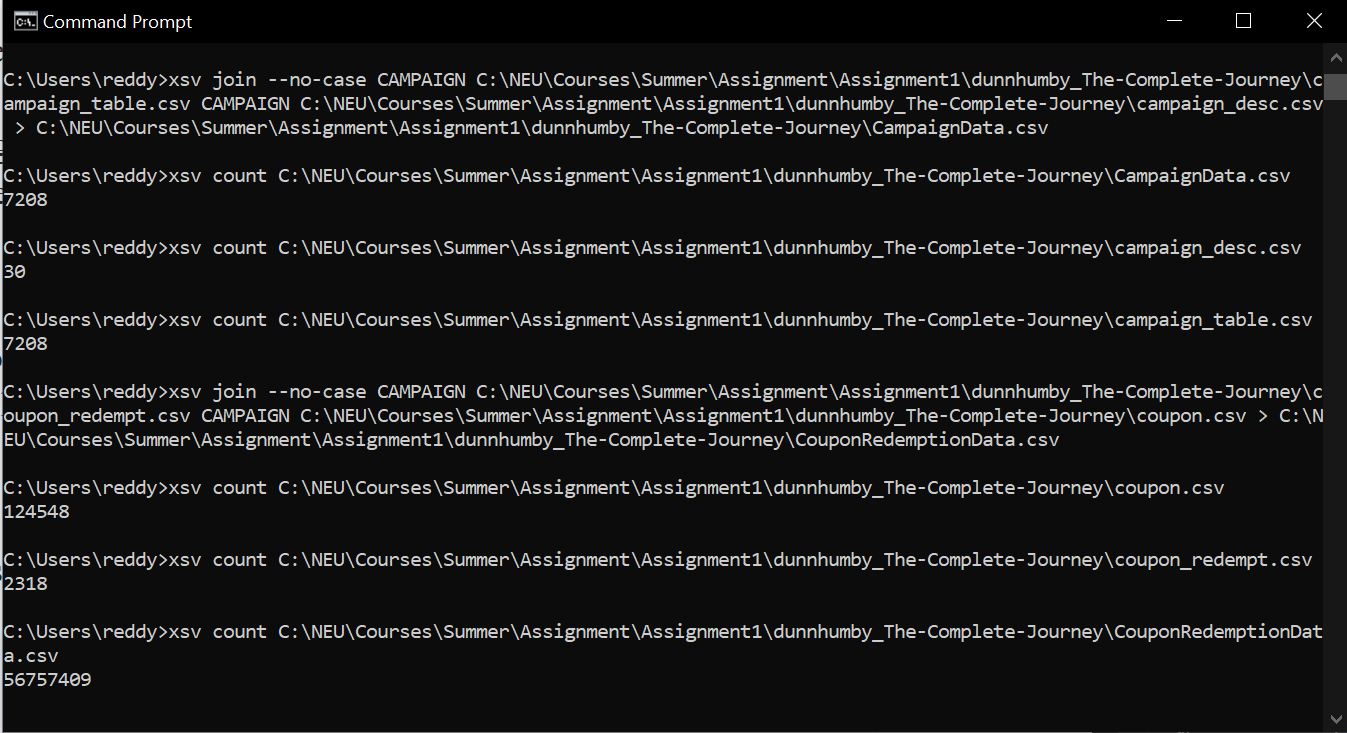 Command Prompt
C:\Users\reddy>xsv join --no-case CAMPAIGN C:\NEU\Courses\Summer\Assignment\Assignment1\dunnhumby_The-Complete-Journey\c
ampaign_table.csv CAMPAIGN C:\NEU\Courses\Summer\Assignment\Assignment1\dunnhumby_The-Complete-Journey\campaign_desc.csv
 > C:\NEU\Courses\Summer\Assignment\Assignment1\dunnhumby_The-Complete-Journey\CampaignData.csv
C:\Users\reddy>xsv count C:\NEU\Courses\Summer\Assignment\Assignment1\dunnhumby_The-Complete-Journey\CampaignData.csv
7208
C:\Users\reddy>xsv count C:\NEU\Courses\Summer\Assignment\Assignment1\dunnhumby_The-Complete-Journey\campaign_desc.csv
30
C:\Users\reddy>xsv count C:\NEU\Courses\Summer\Assignment\Assignment1\dunnhumby_The-Complete-Journey\campaign_table.csv
7208
C:\Users\reddy>xsv join --no-case CAMPAIGN C:\NEU\Courses\Summer\Assignment\Assignment1\dunnhumby_The-Complete-Journey\c
oupon_redempt.csv CAMPAIGN C:\NEU\Courses\Summer\Assignment\Assignment1\dunnhumby_The-Complete-Journey\coupon.csv > C:\N
EU\Courses\Summer\Assignment\Assignment1\dunnhumby_The-Complete-Journey\CouponRedemptionData.csv
C:\Users\reddy>xsv count C:\NEU\Courses\Summer\Assignment\Assignment1\dunnhumby_The-Complete-Journey\coupon.csv
124548
C:\Users\reddy>xsv count C:\NEU\Courses\Summer\Assignment\Assignment1\dunnhumby_The-Complete-Journey\coupon_redempt.csv
2318
C:\Users\reddy>xsv count C:\NEU\Courses\Summer\Assignment\Assignment1\dunnhumby_The-Complete-Journey\CouponRedemptionDat
a.csv
56757409